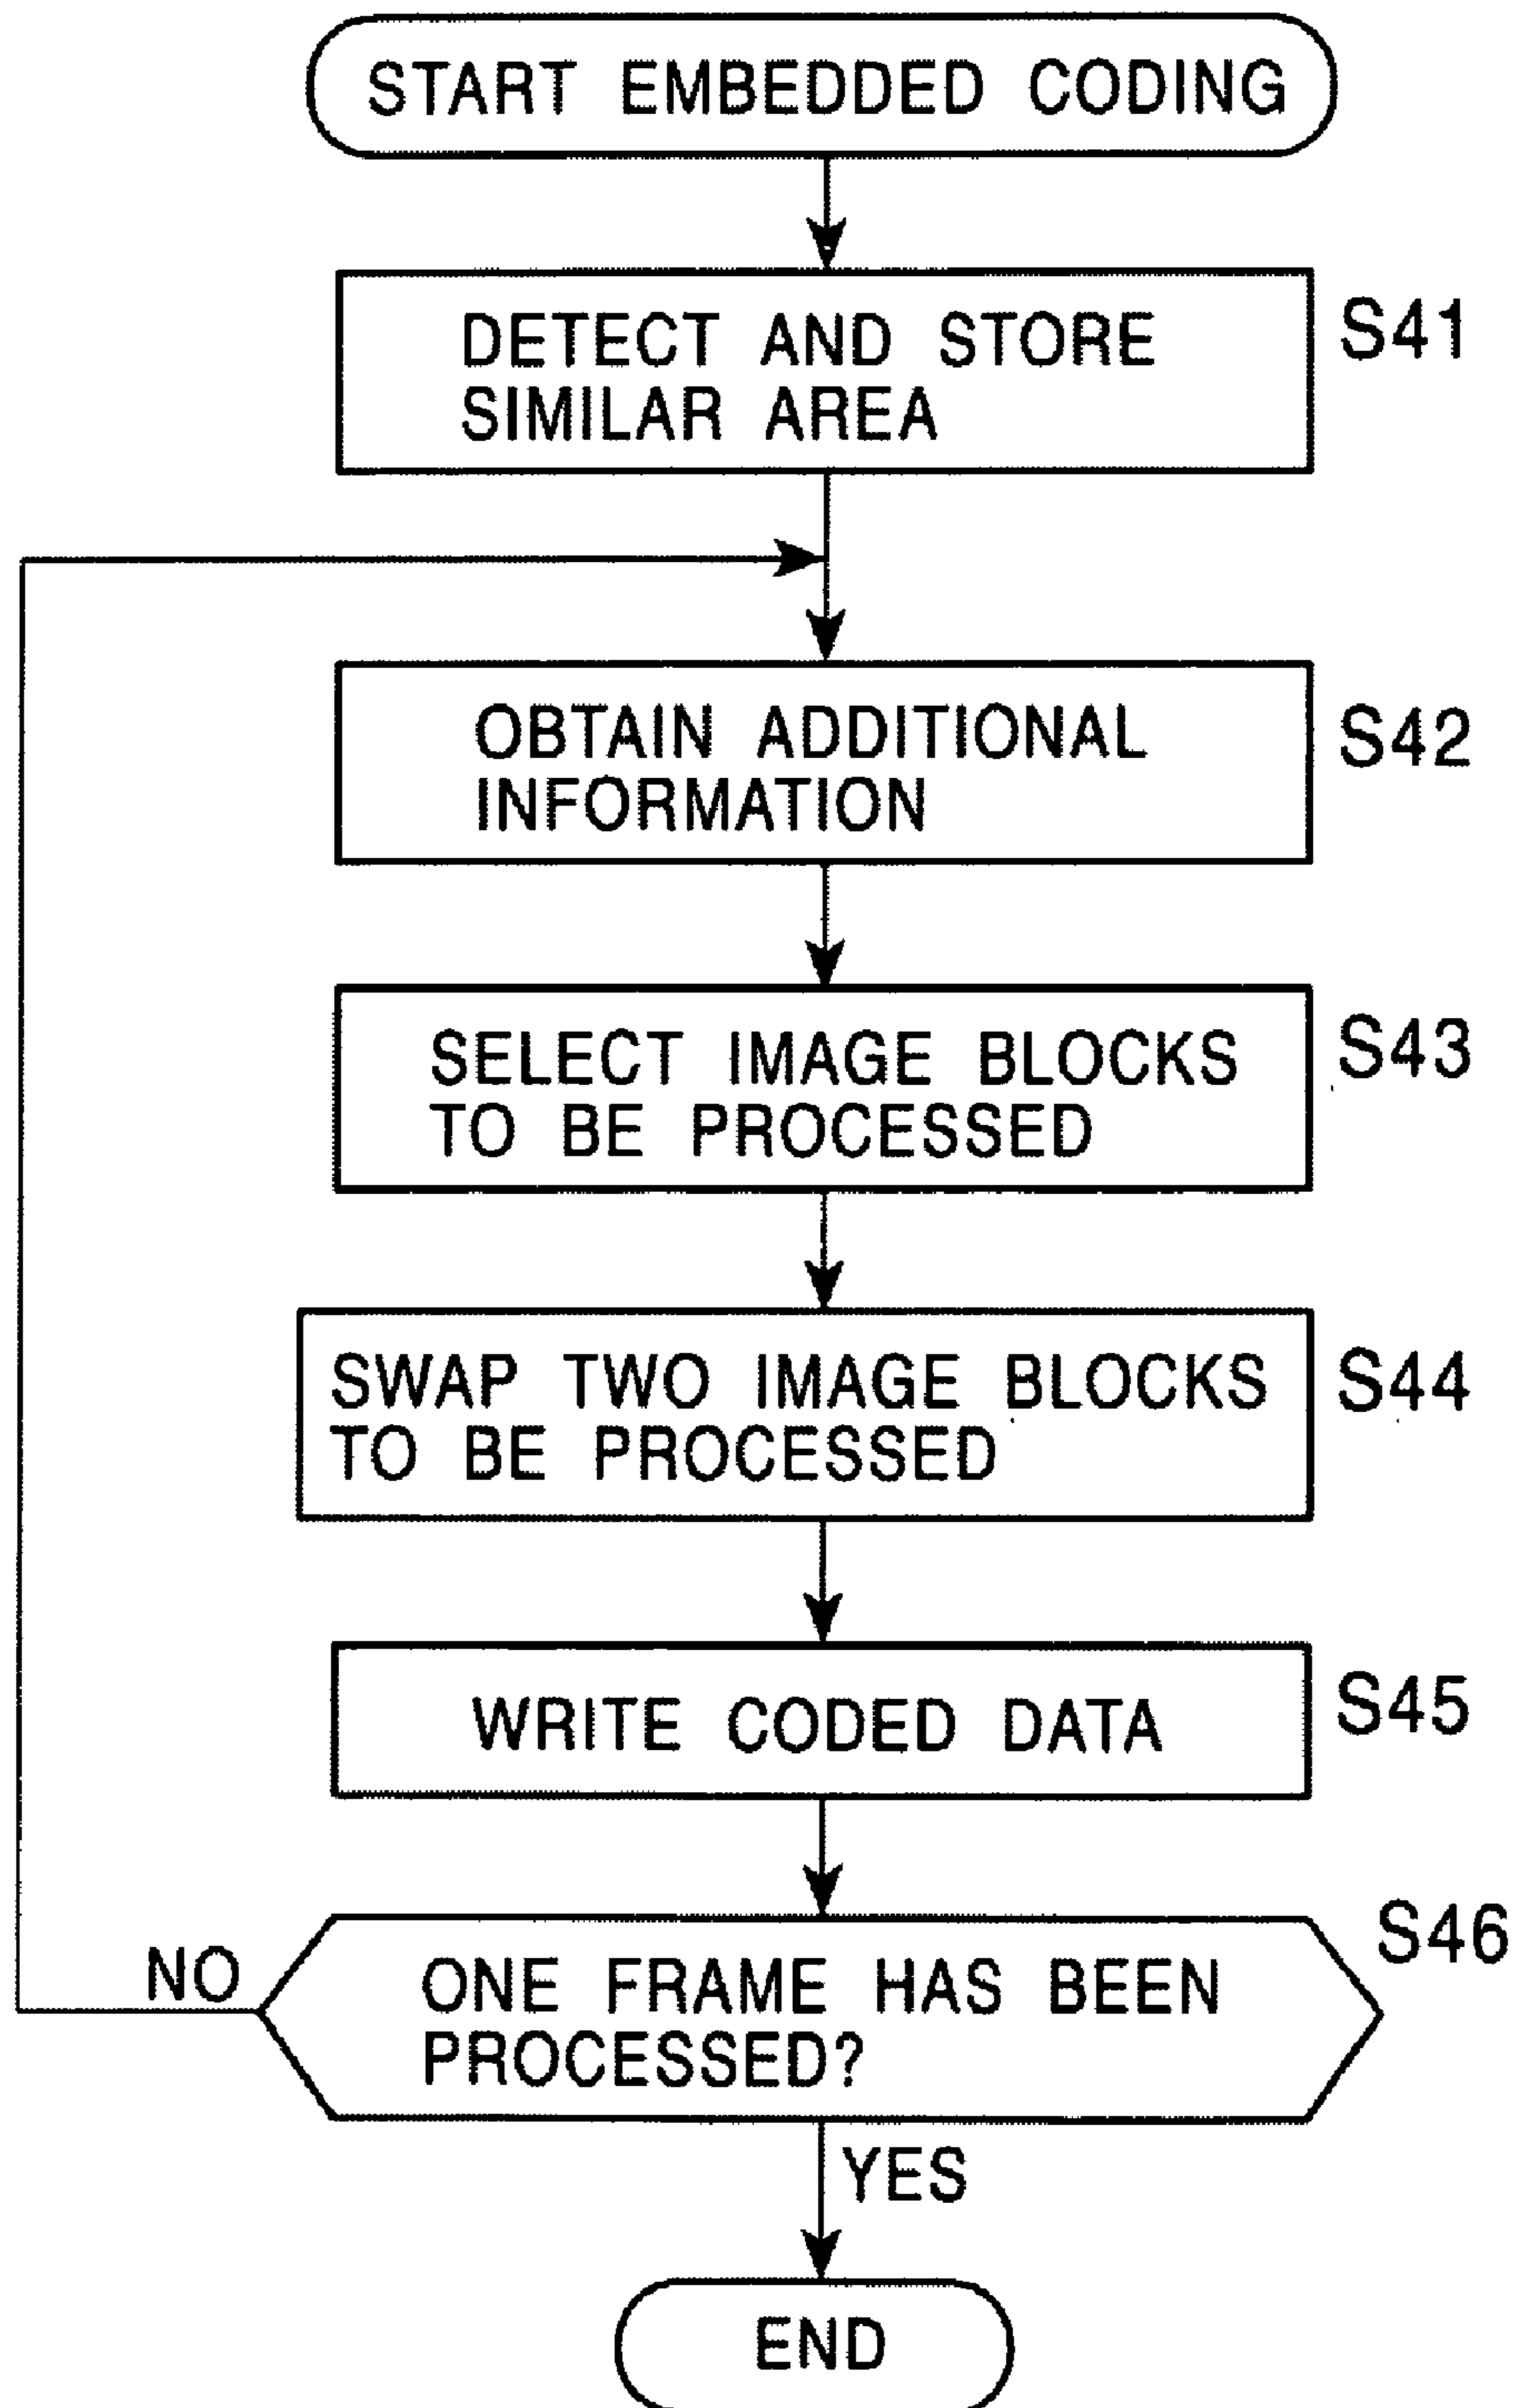 START EMBEDDED CODING
DETECT AND STORE
SIMILAR AREA
S41
OBTAIN ADDITIONAL
INFORMATION
S42
SELECT IMAGE BLOCKS
TO BE PROCESSED
S43
SWAP TWO IMAGE BLOCKS
TO BE PROCESSED
S44
WRITE CODED DATA
S45
ONE FRAME HAS BEEN
PROCESSED?
S46
NO
YES
END